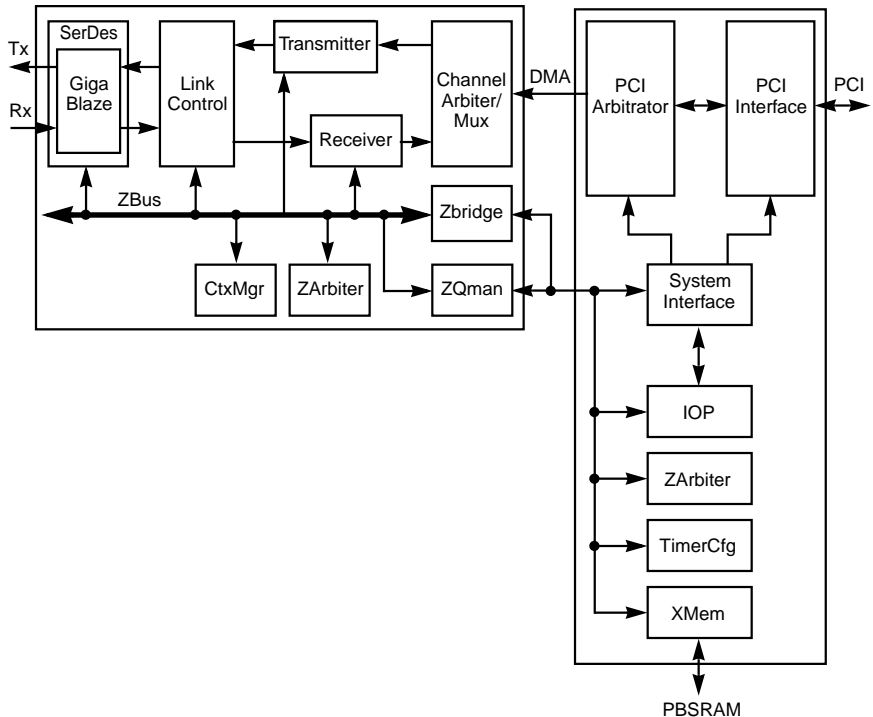 SerDes
Tx
Giga
Blaze
Rx
Link
Control
Transmitter
Receiver
Channel
Arbiter/
Mux
DMA
PCI
Arbitrator
PCI
Interface
PCI
ZBus
Zbridge
CtxMgr
ZArbiter
ZQman
System
Interface
IOP
ZArbiter
TimerCfg
XMem
PBSRAM